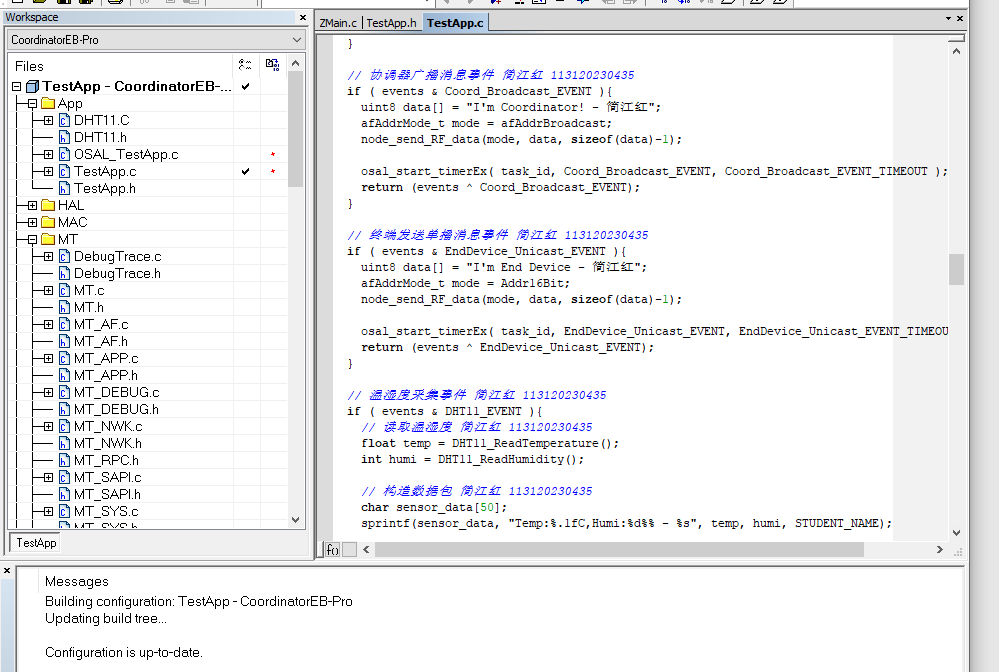 Workspace
CoordinatorEB-Pro
Files
TestApp - CoordinatorEB-...
App
DHT11.C
DHT11.h
OSAL_TestApp.c
TestApp.c
TestApp.h
HAL
MAC
MT
DebugTrace.c
DebugTrace.h
MT.c
MT.h
MT_AF.c
MT_AF.h
MT_APP.c
MT_APP.h
MT_DEBUG.c
MT_DEBUG.h
MT_NWK.c
MT_NWK.h
MT_RPC.h
MT_SAPI.c
MT_SAPI.h
MT_SYS.c
MT_SYS.h
TestApp
ZMain.c | TestApp.h | TestApp.c
}
// 协调器广播消息事件 简江红 113120230435
if ( events & Coord_Broadcast_EVENT ){
uint8 data[] = "I'm Coordinator! - 简江红";
afAddrMode_t mode = afAddrBroadcast;
node_send_RF_data(mode, data, sizeof(data)-1);
osal_start_timerEx( task_id, Coord_Broadcast_EVENT, Coord_Broadcast_EVENT_TIMEOUT );
return (events ^ Coord_Broadcast_EVENT);
}
// 终端发送单播消息事件 简江红 113120230435
if ( events & EndDevice_Unicast_EVENT ){
uint8 data[] = "I'm End Device - 简江红";
afAddrMode_t mode = Addr16Bit;
node_send_RF_data(mode, data, sizeof(data)-1);
osal_start_timerEx( task_id, EndDevice_Unicast_EVENT, EndDevice_Unicast_EVENT_TIMEOU
return (events ^ EndDevice_Unicast_EVENT);
}
// 温湿度采集事件 简江红 113120230435
if ( events & DHT11_EVENT ){
// 读取温湿度 简江红 113120230435
float temp = DHT11_ReadTemperature();
int humi = DHT11_ReadHumidity();
// 构造数据包 简江红 113120230435
char sensor_data[50];
sprintf(sensor_data, "Temp:%.1fC,Humi:%d%% - %s", temp, humi, STUDENT_NAME);
f()
Messages
Building configuration: TestApp - CoordinatorEB-Pro
Updating build tree...
Configuration is up-to-date.